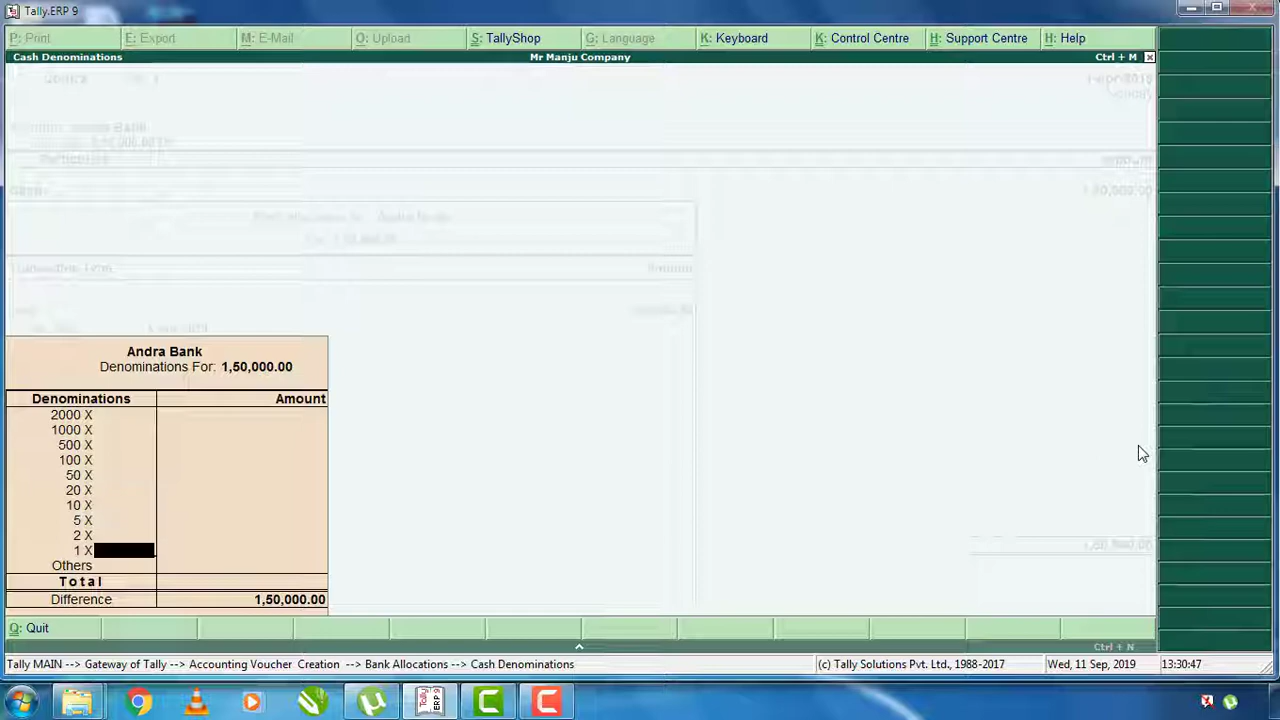 Tally.ERP 9
P: Print E: Export M: E-Mail O: Upload S: TallyShop G: Language K: Keyboard K: Control Centre H: Support Centre H: Help
Cash Denominations Mr Manju Company Ctrl + M
Andra Bank
Denominations For: 1,50,000.00
Denominations Amount
2000 X
1000 X
500 X
100 X
50 X
20 X
10 X
5 X
2 X
1 X
Others
Total
Difference 1,50,000.00
Q: Quit
Ctrl + N
Tally MAIN --> Gateway of Tally --> Accounting Voucher Creation --> Bank Allocations --> Cash Denominations (c) Tally Solutions Pvt. Ltd., 1988-2017 Wed, 11 Sep, 2019 13:30:47